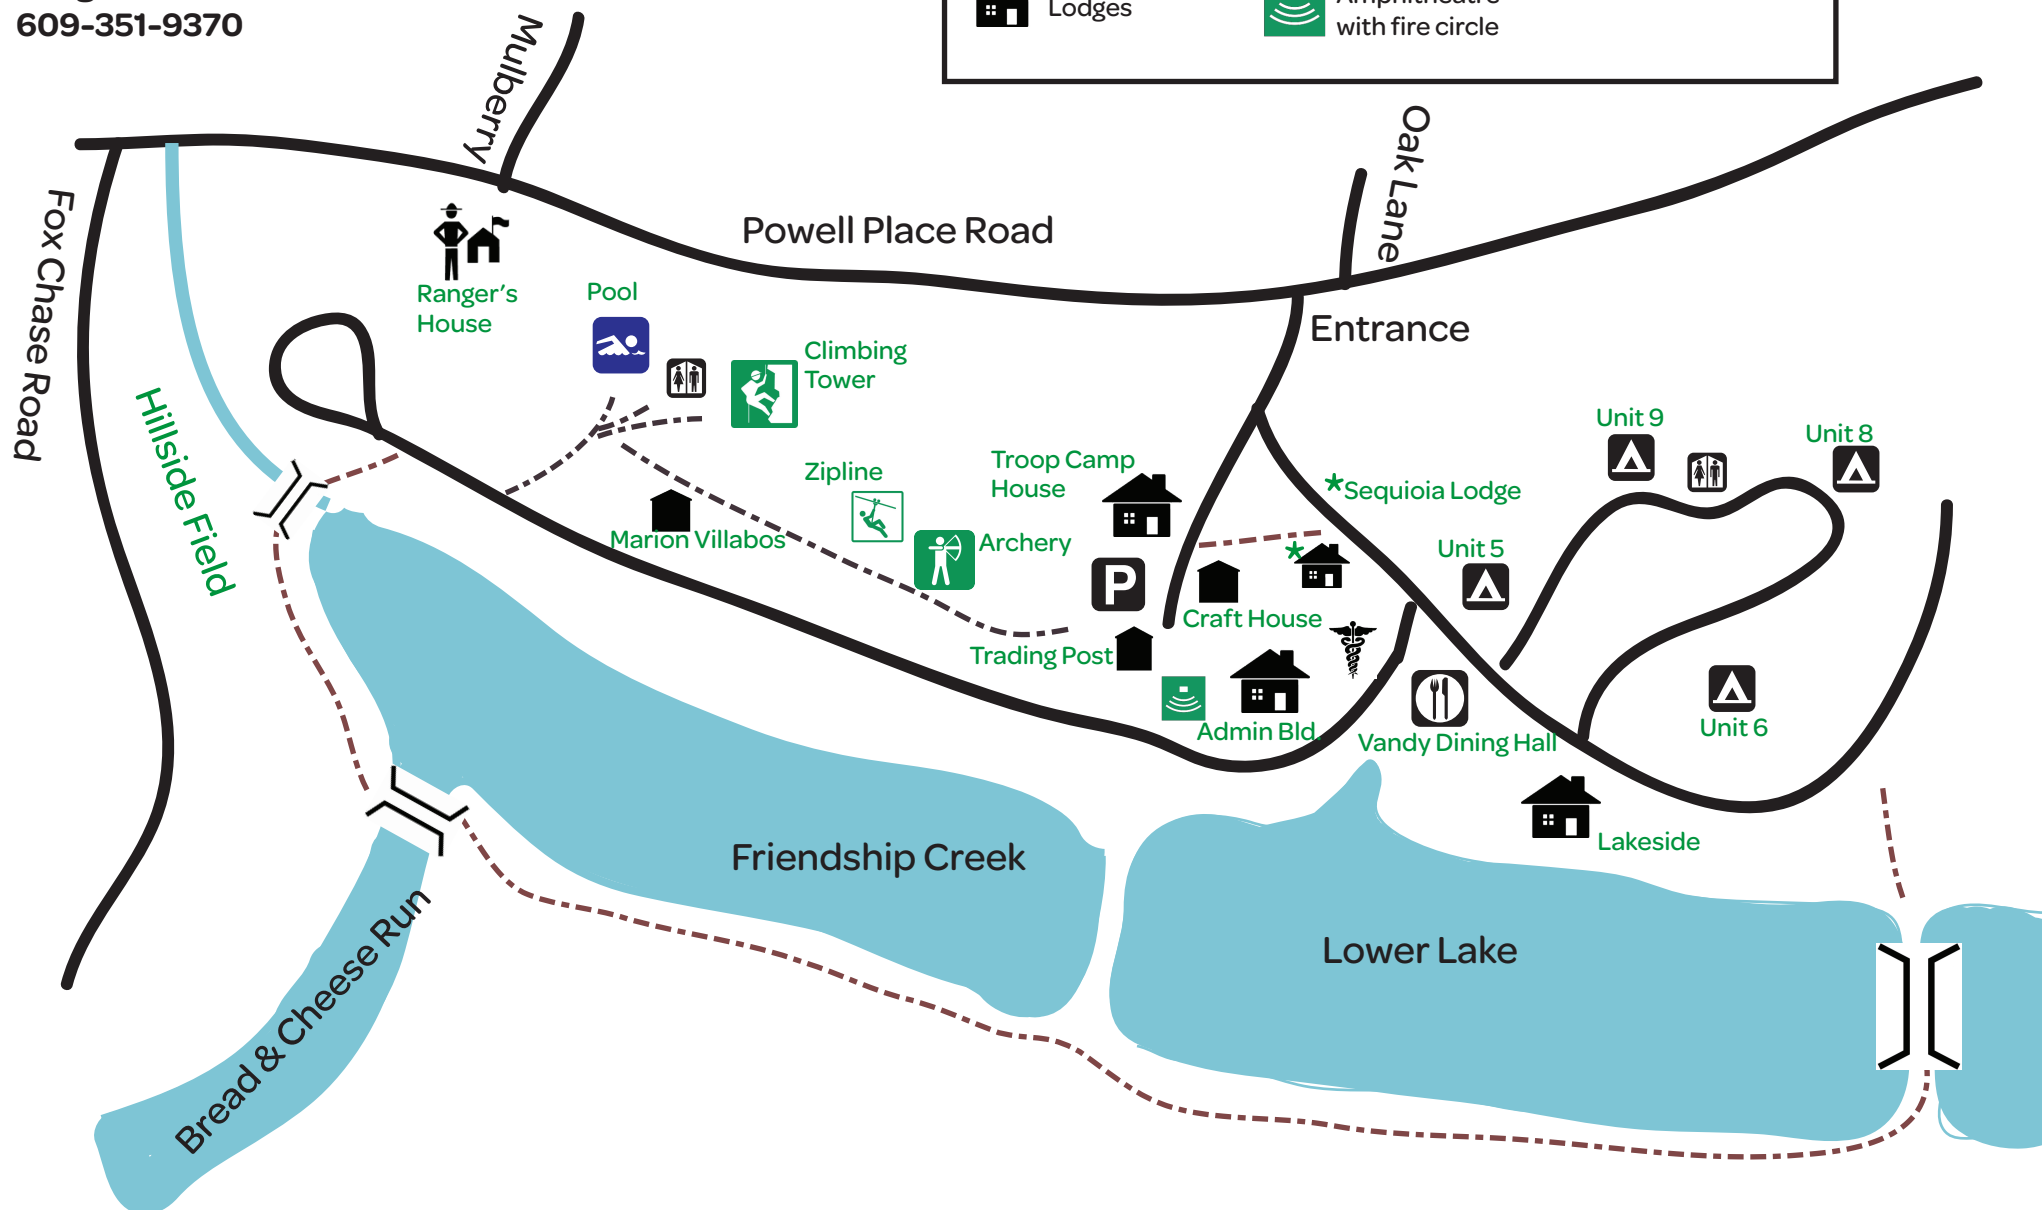 609-351-9370
Lodges
Amphitheatre
with fire circle
Mulberry
Oak Lane
Fox Chase Road
Powell Place Road
Ranger's
House
Pool
Entrance
Climbing
Tower
Hillside Field
Unit 9
Unit 8
Zipline
Troop Camp
House
*Sequioia Lodge
Marion Villabos
Archery
P
Unit 5
*
Craft House
Trading Post
Admin Bld.
Vandy Dining Hall
Unit 6
Lakeside
Friendship Creek
Lower Lake
Bread & Cheese Run